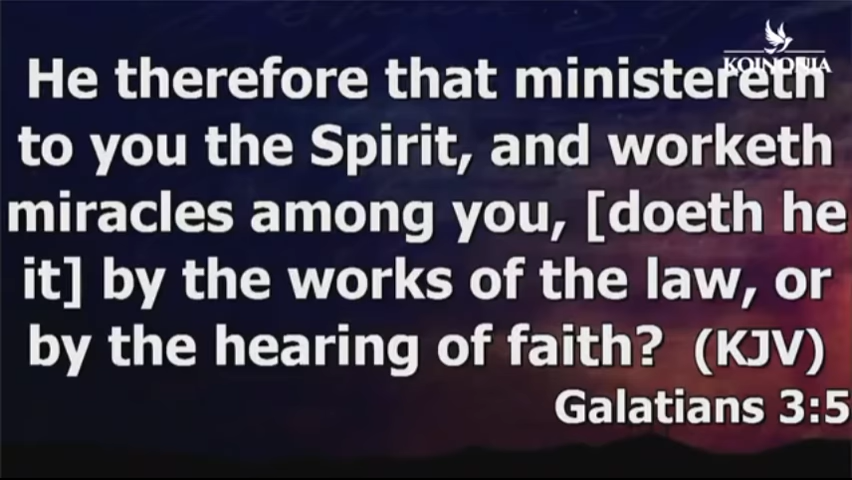 KOINONIA
He therefore that ministereth
to you the Spirit, and worketh
miracles among you, [doeth he
it] by the works of the law, or
by the hearing of faith? (KJV)
Galatians 3:5